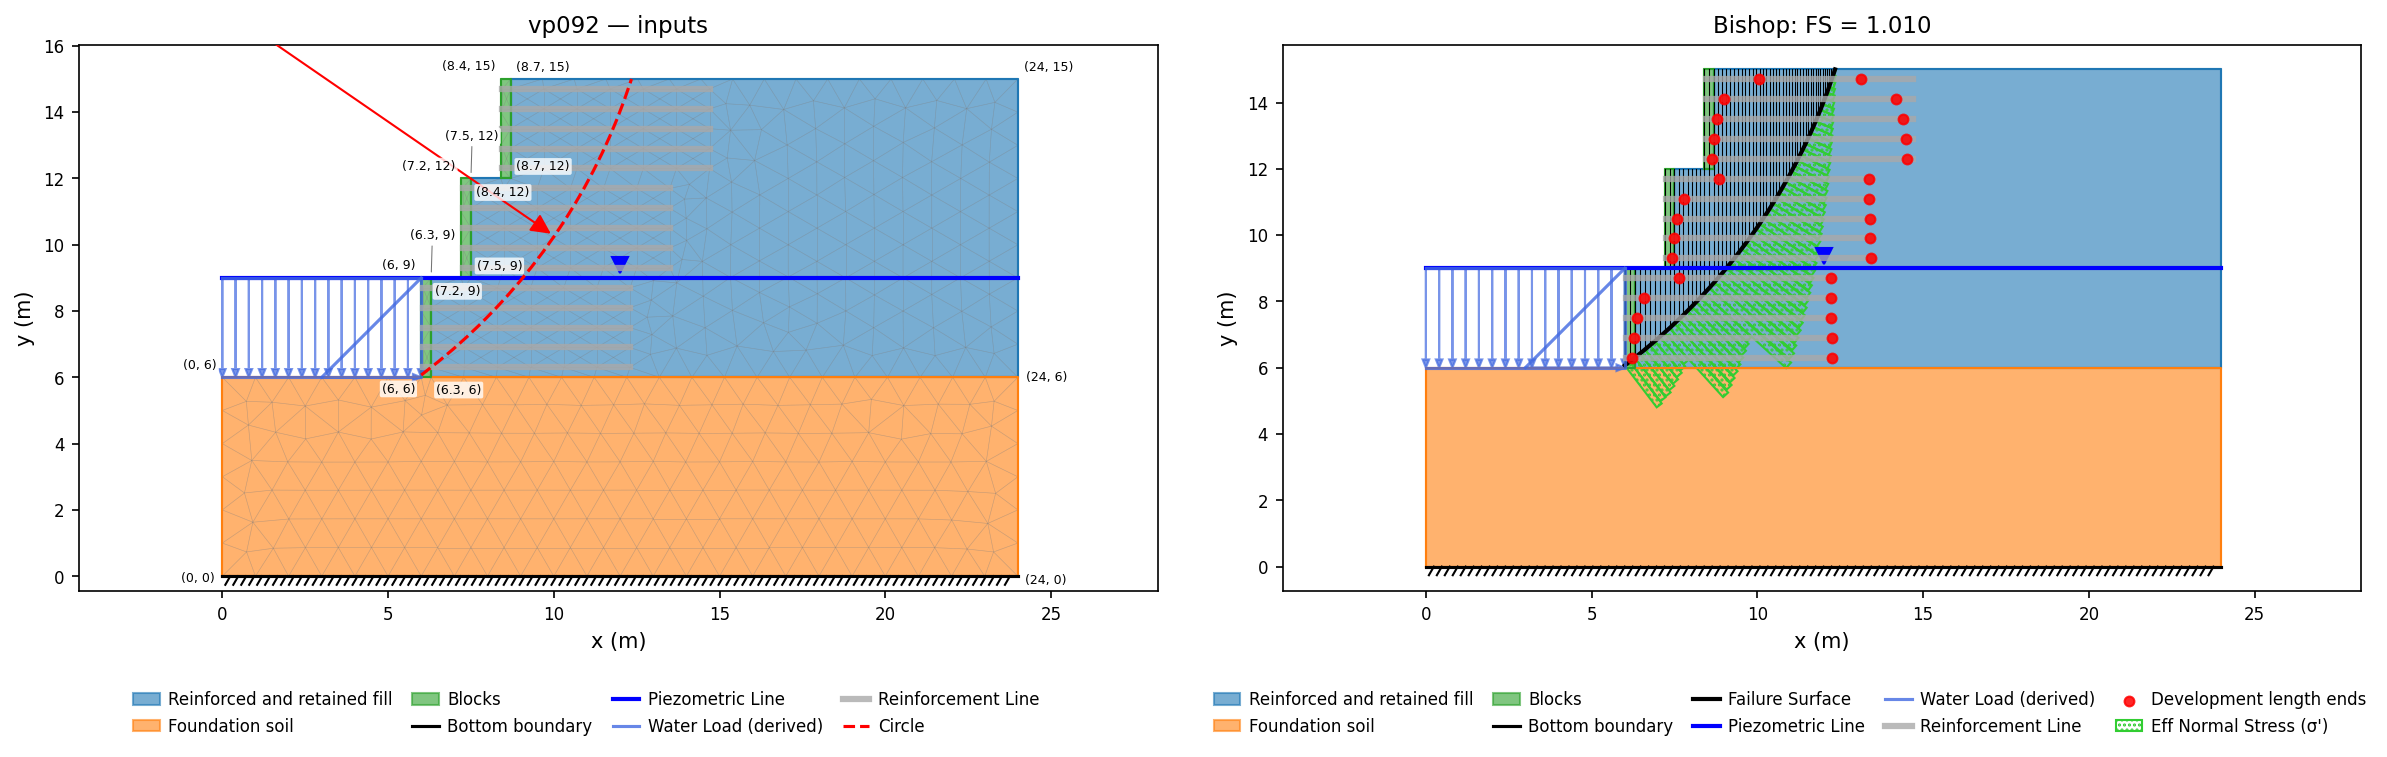 vp092 — inputs
16
14
12
10
8
6
4
2
0
y (m)
(8.4, 15)
(8.7, 15)
(24, 15)
(7.5, 12)
(7.2, 12)
(8.7, 12)
(8.4, 12)
(6.3, 9)
(6, 9)
(7.5, 9)
(7.2, 9)
(0, 6)
(6, 6)
(6.3, 6)
(24, 6)
(0, 0)
(24, 0)
0
5
10
15
20
25
x (m)
Reinforced and retained fill
Foundation soil
Blocks
Bottom boundary
Piezometric Line
Water Load (derived)
Reinforcement Line
Circle
Bishop: FS = 1.010
14
12
10
8
6
4
2
0
y (m)
0
5
10
15
20
25
x (m)
Reinforced and retained fill
Foundation soil
Blocks
Bottom boundary
Failure Surface
Piezometric Line
Water Load (derived)
Reinforcement Line
Development length ends
Eff Normal Stress (σ')